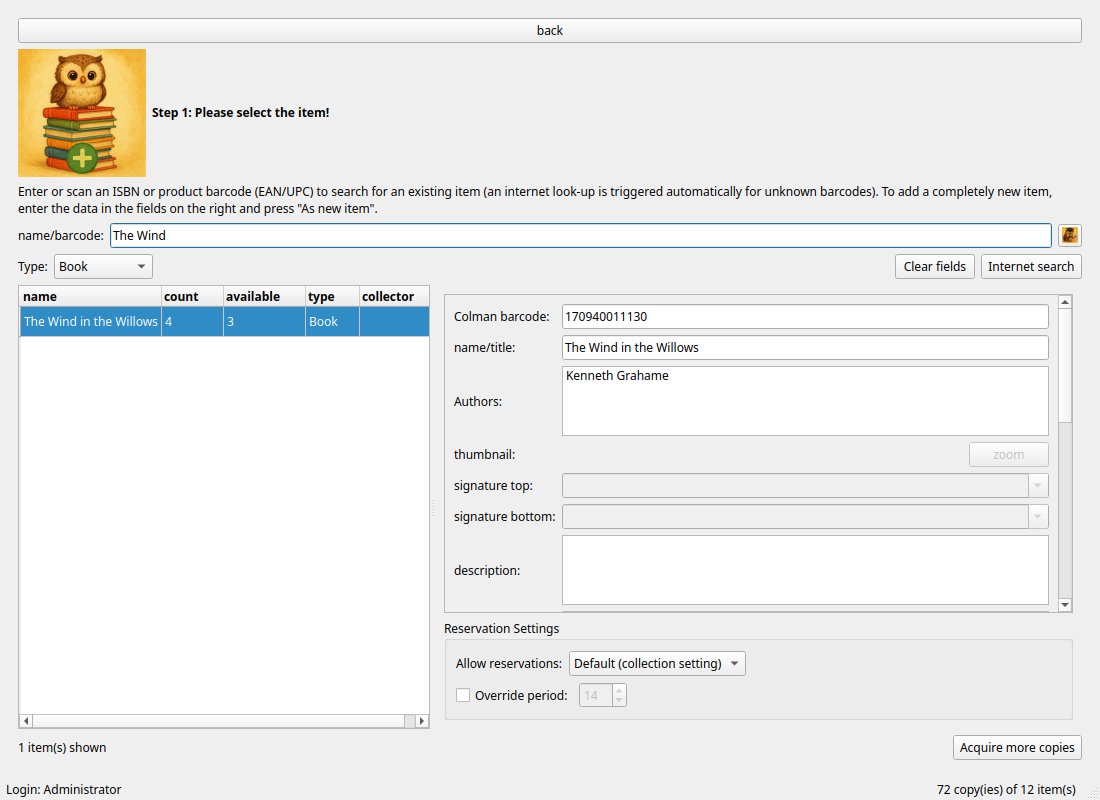 back
Step 1: Please select the item!
Enter or scan an ISBN or product barcode (EAN/UPC) to search for an existing item (an internet look-up is triggered automatically for unknown barcodes). To add a completely new item,
enter the data in the fields on the right and press "As new item".
name/barcode: The Wind
Type: Book Clear fields Internet search
name count available type collector
The Wind in the Willows 4 3 Book
Colman barcode: 170940011130
name/title: The Wind in the Willows
Authors: Kenneth Grahame
thumbnail: zoom
signature top:
signature bottom:
description:
Reservation Settings
Allow reservations: Default (collection setting)
Override period: 14
1 item(s) shown Acquire more copies
Login: Administrator 72 copy(ies) of 12 item(s)